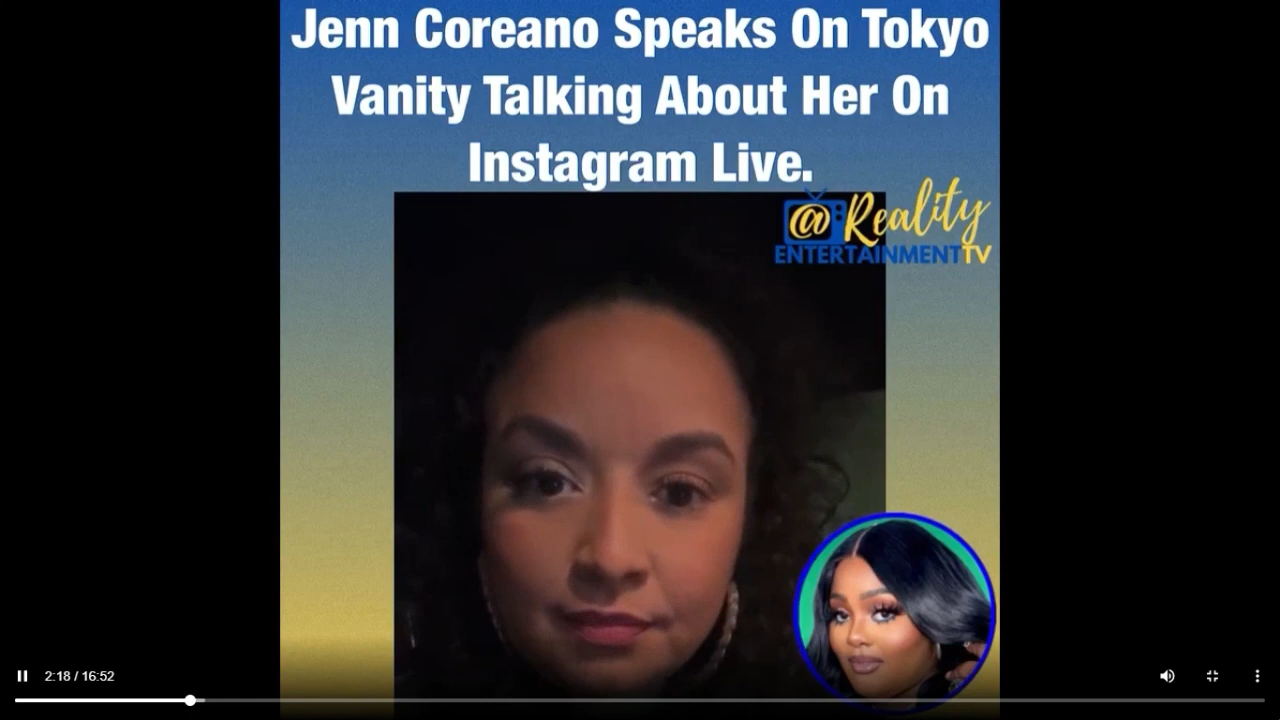 Jenn Coreano Speaks On Tokyo
Vanity Talking About Her On
Instagram Live.
@Reality
ENTERTAINMENTTV
2:18 / 16:52